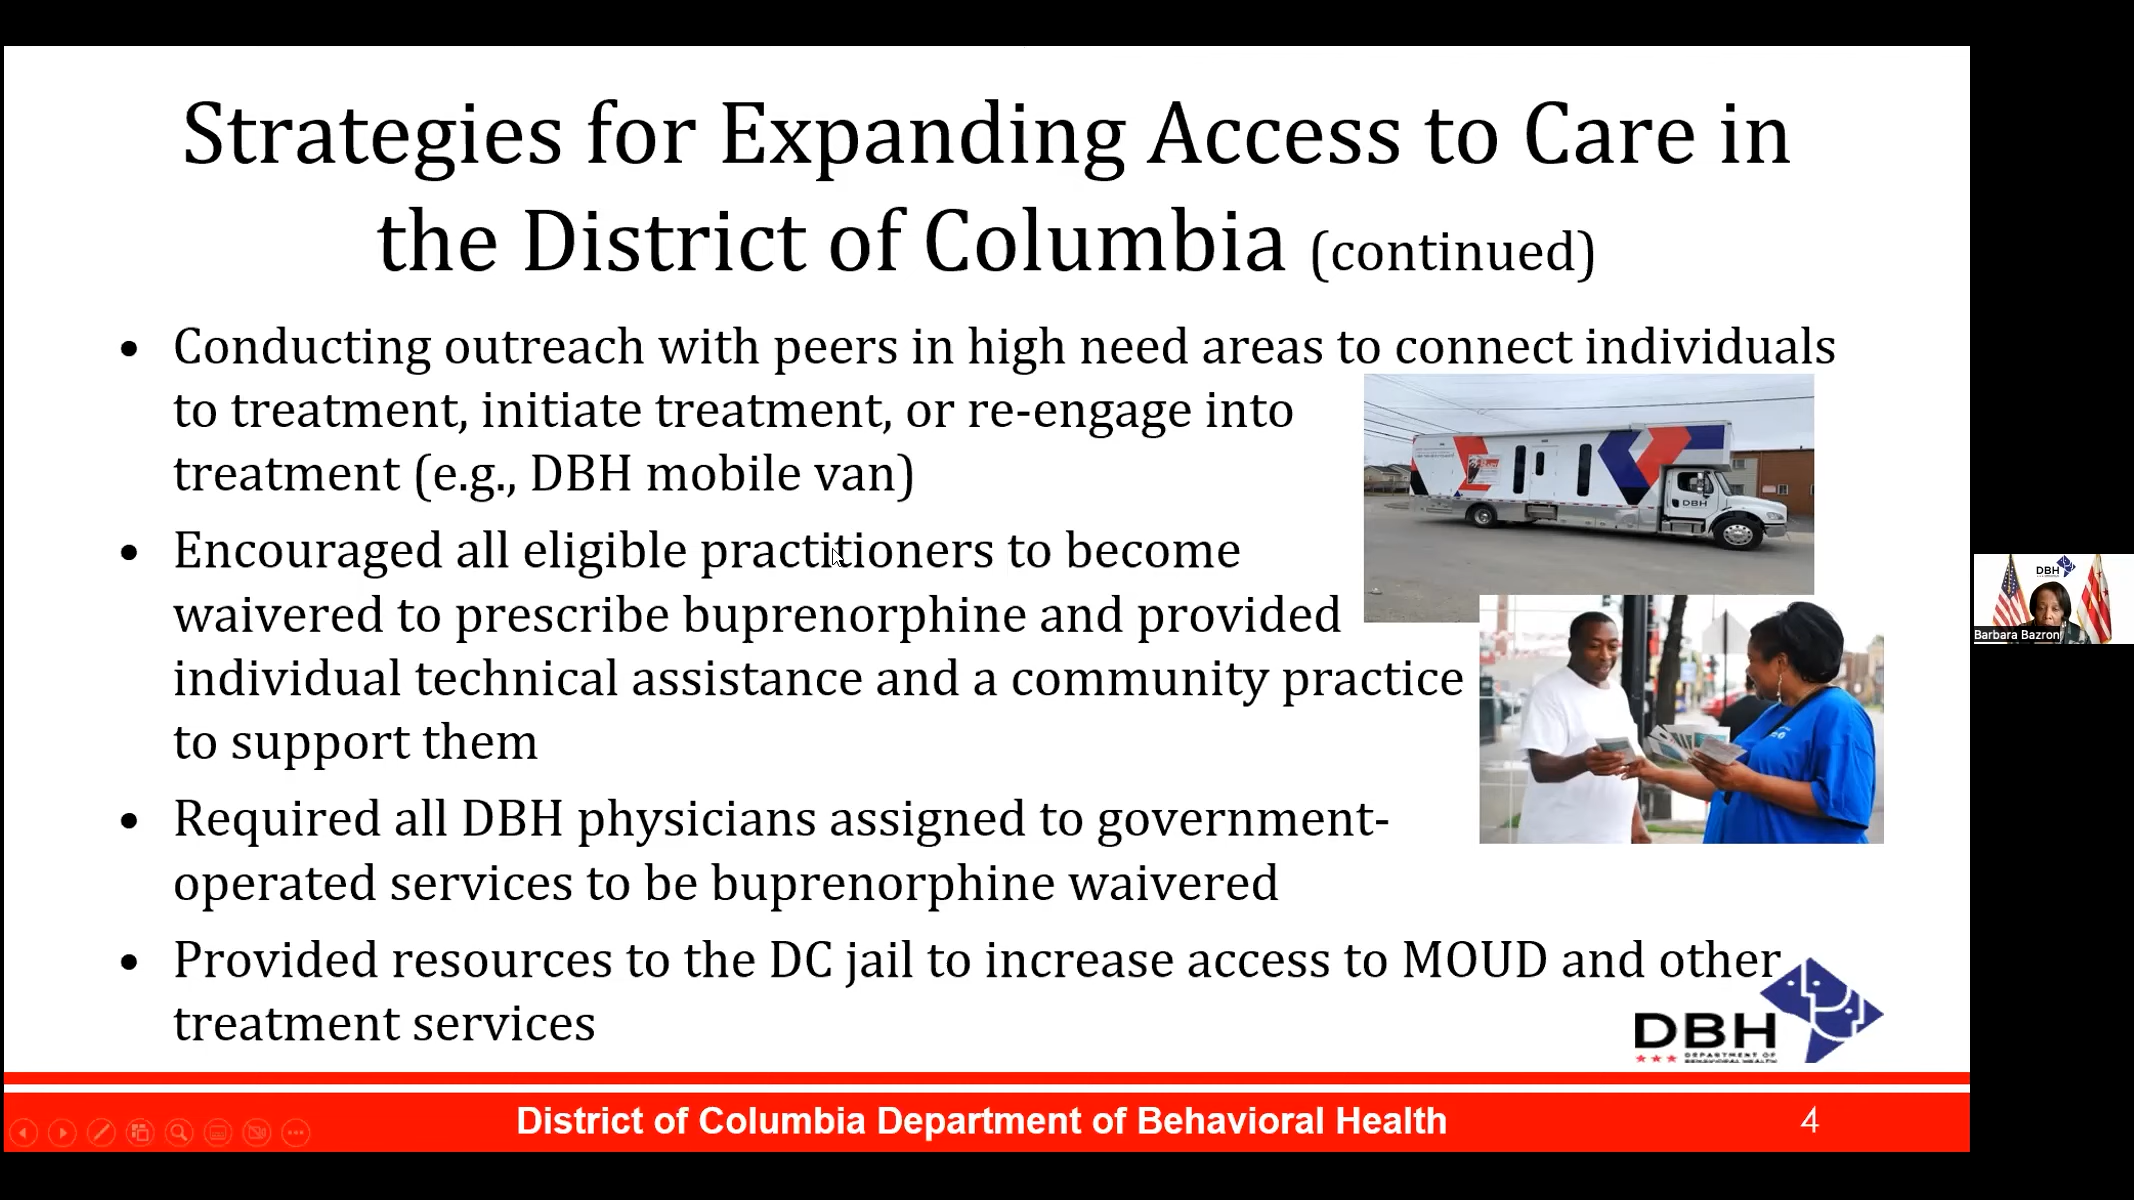 Strategies for Expanding Access to Care in
the District of Columbia (continued)
• Conducting outreach with peers in high need areas to connect individuals
to treatment, initiate treatment, or re-engage into
treatment (e.g., DBH mobile van)
• Encouraged all eligible practitioners to become
waivered to prescribe buprenorphine and provided
individual technical assistance and a community practice
to support them
• Required all DBH physicians assigned to government-
operated services to be buprenorphine waivered
• Provided resources to the DC jail to increase access to MOUD and other
treatment services
DBH
DBH
DEPARTMENT OF
BEHAVIORAL HEALTH
District of Columbia Department of Behavioral Health
4
DBH
Barbara Bazron